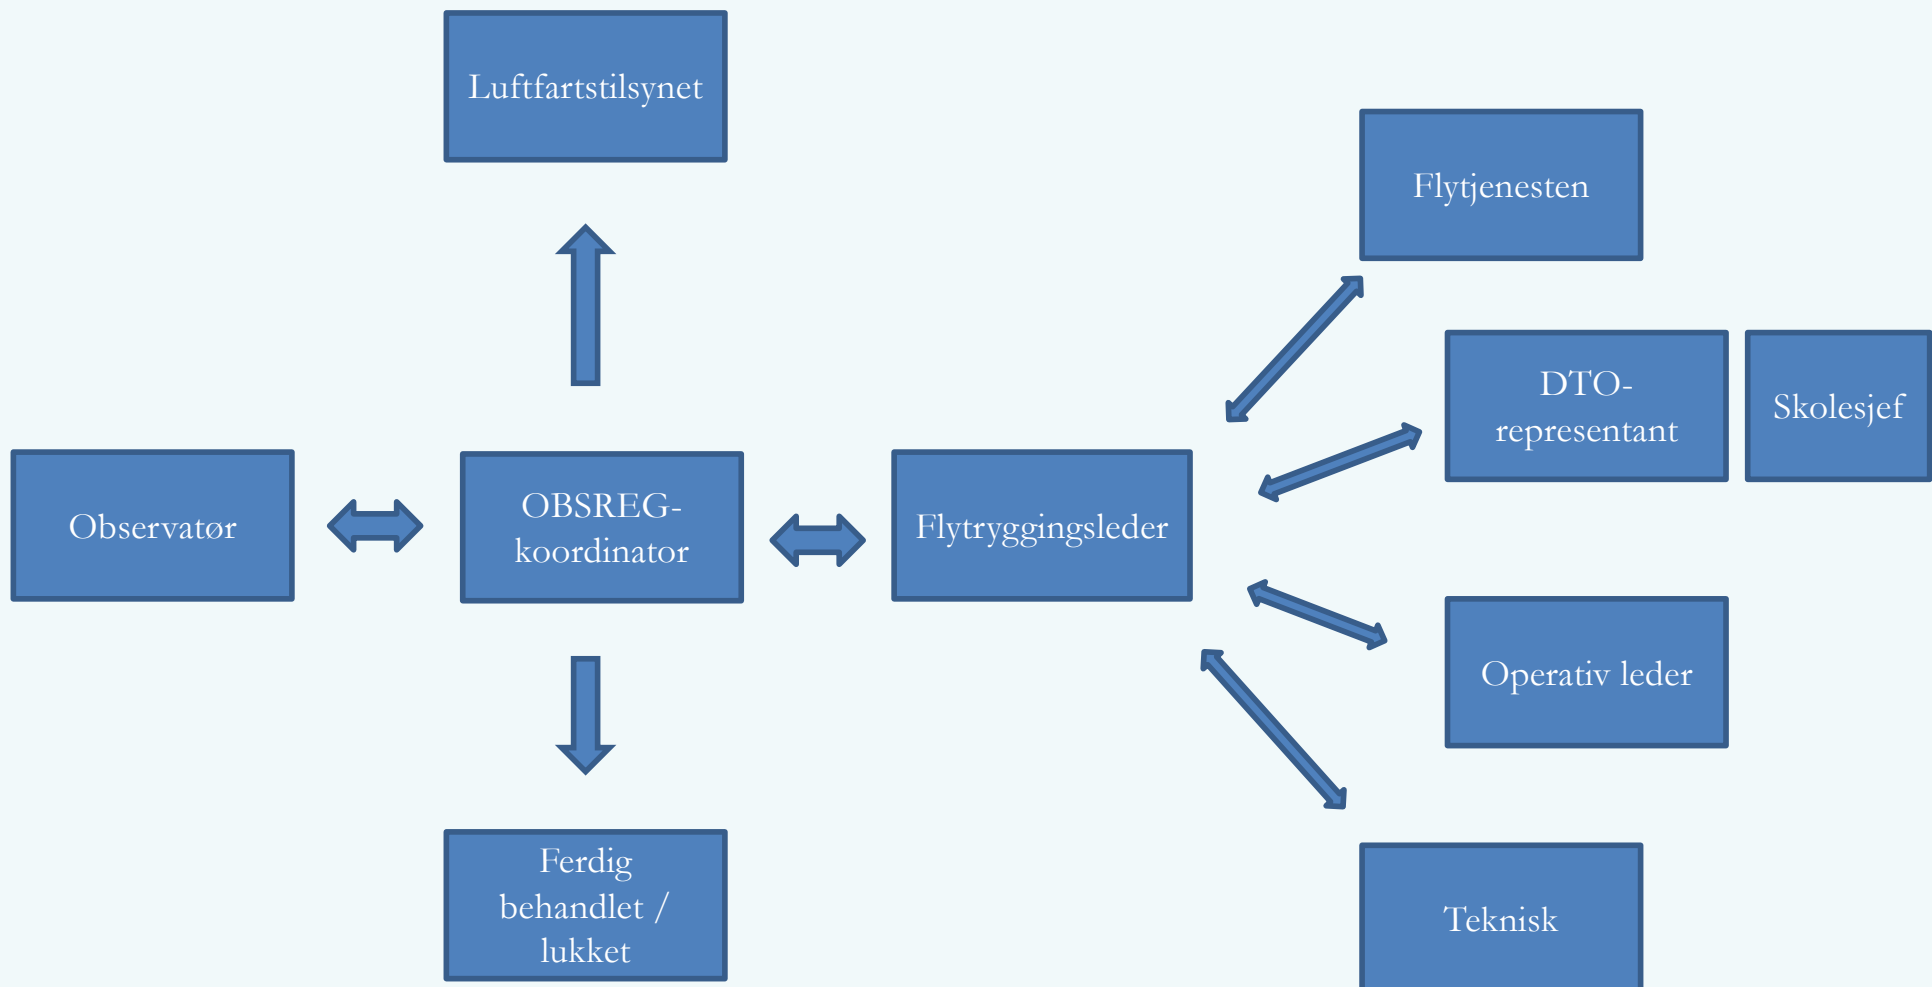 Luftfartstilsynet
Flytjenesten
DTO-
representant
Skolesjef
Observatør
OBSREG-
koordinator
Flytryggingsleder
Operativ leder
Ferdig
behandlet /
lukket
Teknisk